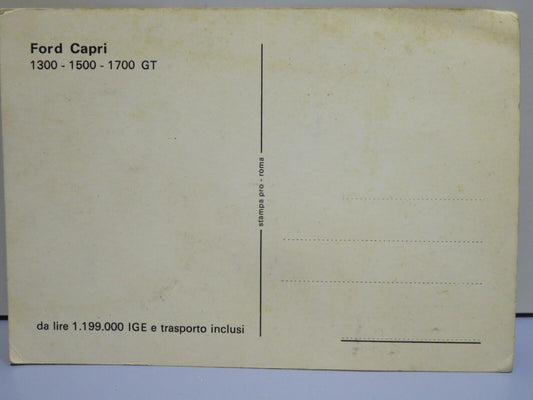 Ford Capri
1300 - 1500 - 1700 GT
stampa pro - roma
da lire 1.199.000 IGE e trasporto inclusi